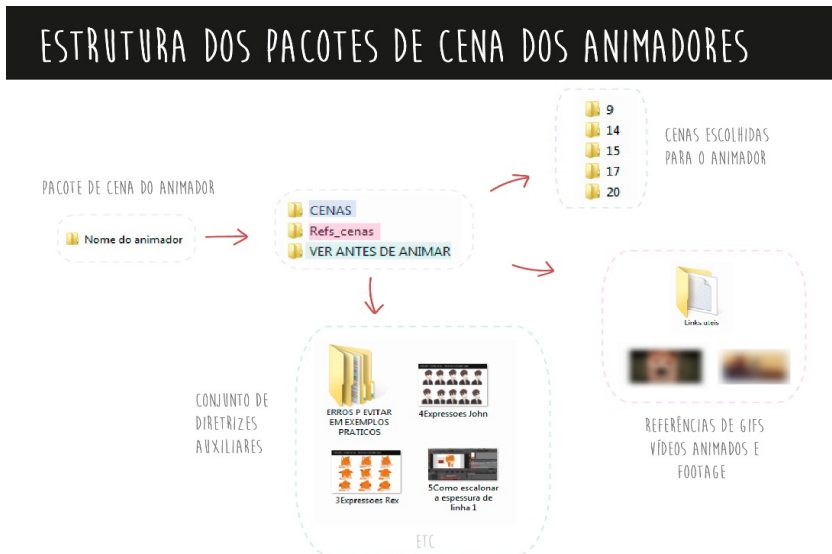 ESTRUTURA DOS PACOTES DE CENA DOS ANIMADORES
PACOTE DE CENA DO ANIMADOR
Nome do animador
CENAS
Refs_cenas
VER ANTES DE ANIMAR
9
14
15
17
20
CENAS ESCOLHIDAS
PARA O ANIMADOR
Links uteis
REFERÊNCIAS DE GIFS
VÍDEOS ANIMADOS E
FOOTAGE
CONJUNTO DE
DIRETRIZES
AUXILIARES
ERROS P EVITAR
EM EXEMPLOS
PRATICOS
4Expressoes John
3Expressoes Rex
5Como escalonar
a espessura de
linha 1
ETC